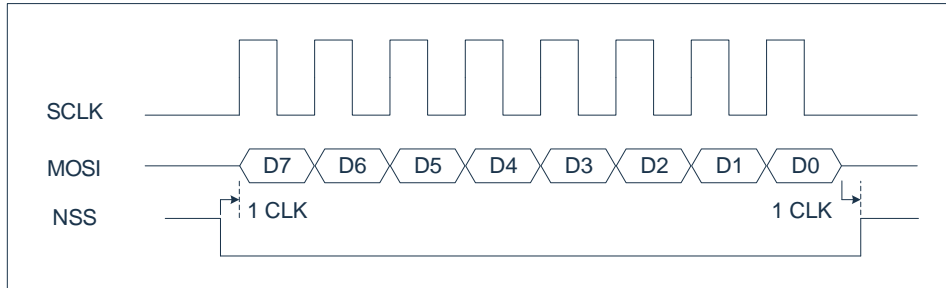 SCLK
MOSI D7 D6 D5 D4 D3 D2 D1 D0
NSS 1 CLK 1 CLK